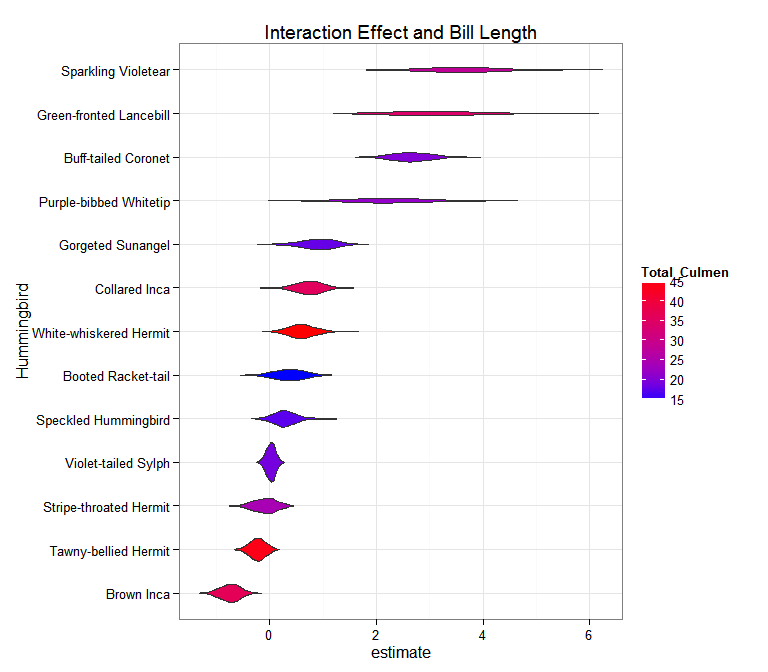 Interaction Effect and Bill Length
Hummingbird
Sparkling Violetear
Green-fronted Lancebill
Buff-tailed Coronet
Purple-bibbed Whitetip
Gorgeted Sunangel
Collared Inca
White-whiskered Hermit
Booted Racket-tail
Speckled Hummingbird
Violet-tailed Sylph
Stripe-throated Hermit
Tawny-bellied Hermit
Brown Inca
0 2 4 6
estimate
Total_Culmen
45
40
35
30
25
20
15